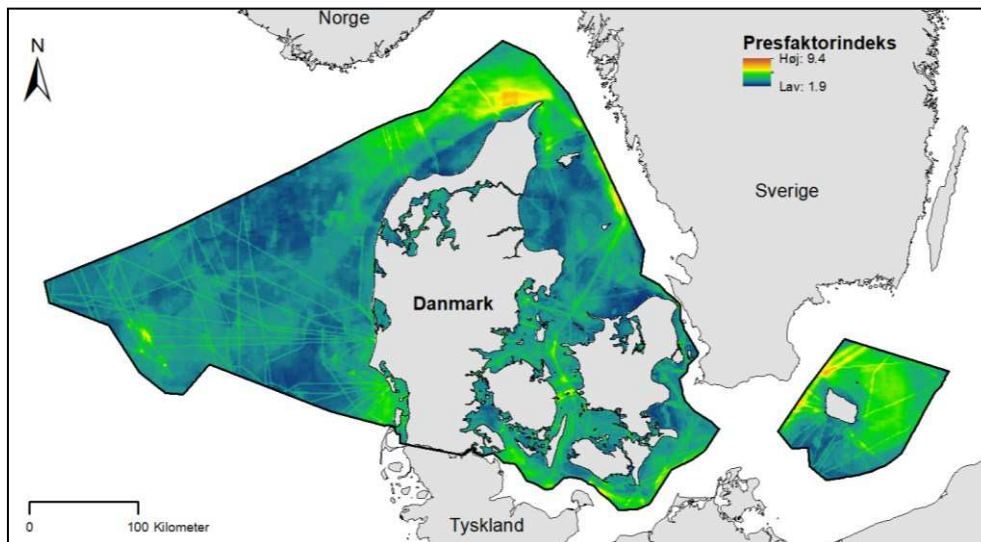 Norge
Presfaktorindeks
Høj: 9.4
Lav: 1.9
N
Sverige
Danmark
0 100 Kilometer
Tyskland